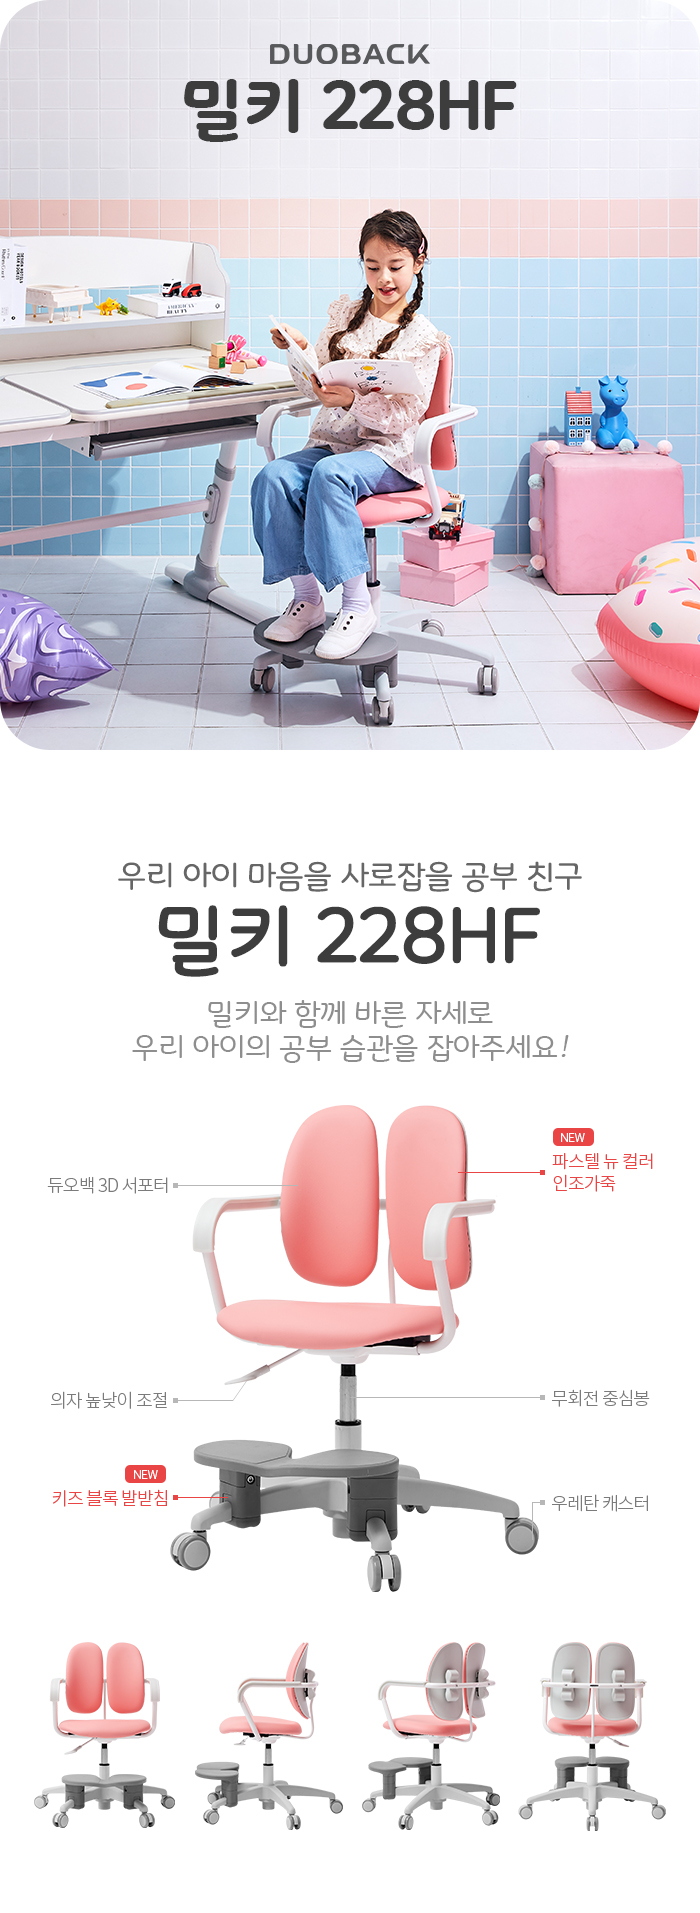 DUOBACK
밀키 228HF
AMERICAN
BEAUTY
우리 아이 마음을 사로잡을 공부 친구
밀키 228HF
밀키와 함께 바른 자세로
우리 아이의 공부 습관을 잡아주세요!
NEW
듀오백 3D 서포터
파스텔 뉴 컬러
인조가죽
의자 높낮이 조절
무회전 중심봉
NEW
키즈 블록 발받침
우레탄 캐스터